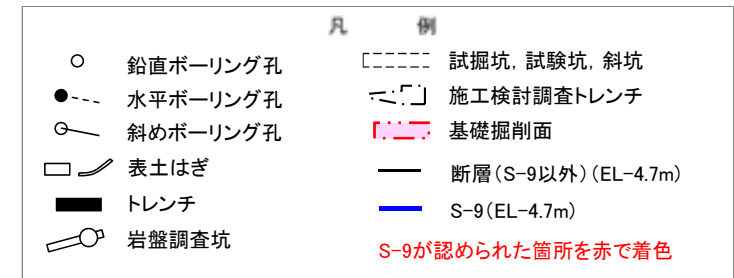 凡 例
鉛直ボーリング孔
水平ボーリング孔
斜めボーリング孔
表土はぎ
トレンチ
岩盤調査坑
試掘坑, 試験坑, 斜坑
施工検討調査トレンチ
基礎掘削面
断層(S-9以外)(EL-4.7m)
S-9(EL-4.7m)
S-9が認められた箇所を赤で着色